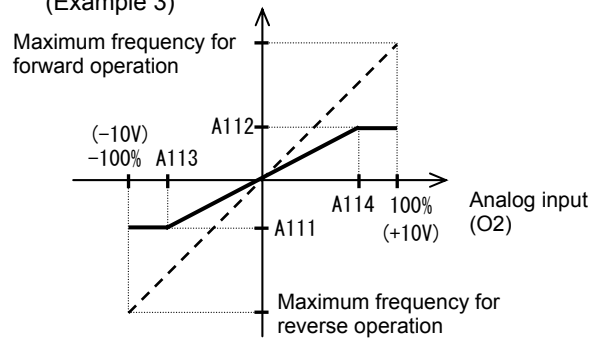 (Example 3)
Maximum frequency for
forward operation
A112
(-10V)
-100% A113
A114 100%
(+10V)
Analog input
(O2)
A111
Maximum frequency for
reverse operation